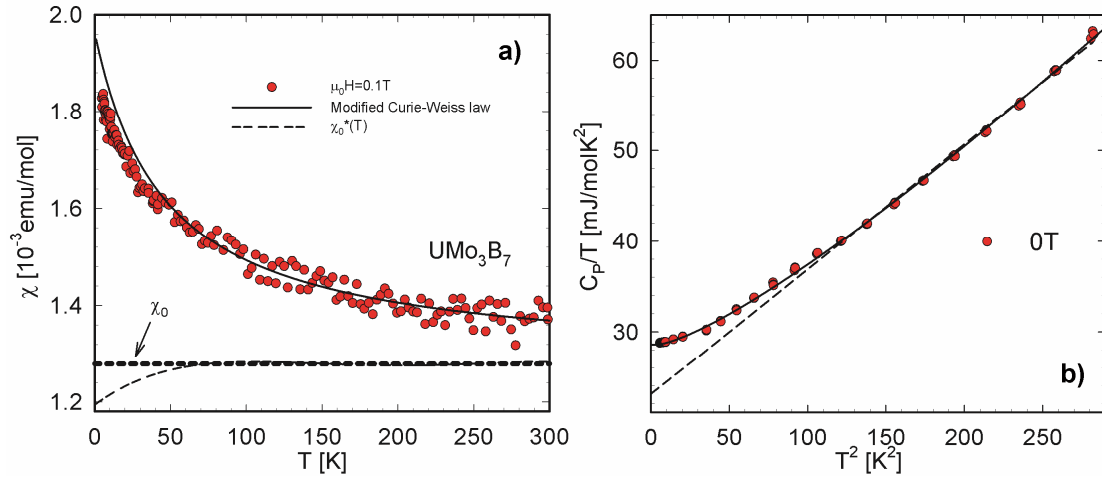 2.0
1.8
1.6
1.4
1.2
χ [10⁻³emu/mol]
a)
μ₀H=0.1T
Modified Curie-Weiss law
χ₀*(T)
UMo₃B₇
χ₀
0 50 100 150 200 250 300
T [K]
60
50
40
30
C_P/T [mJ/molK²]
0T
b)
0 50 100 150 200 250
T² [K²]